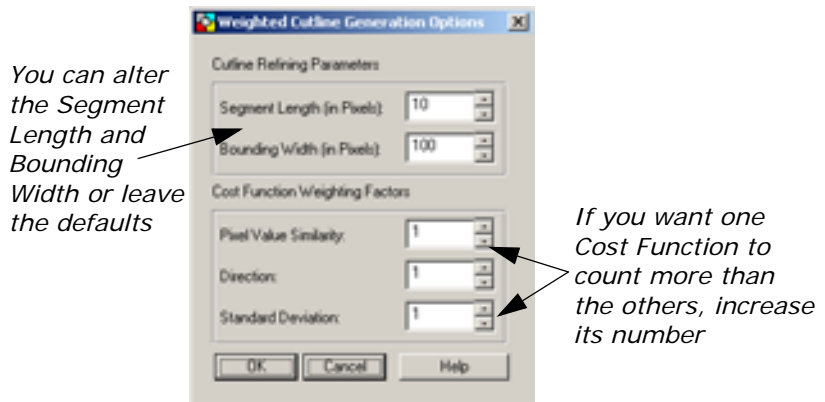 Weighted Cutline Generation Options
You can alter
the Segment
Length and
Bounding
Width or leave
the defaults
Cutline Refining Parameters
Segment Length (in Pixels): 10
Bounding Width (in Pixels): 100
Cost Function Weighting Factors
Pixel Value Similarity: 1
Direction: 1
Standard Deviation: 1
If you want one
Cost Function to
count more than
the others, increase
its number
OK Cancel Help